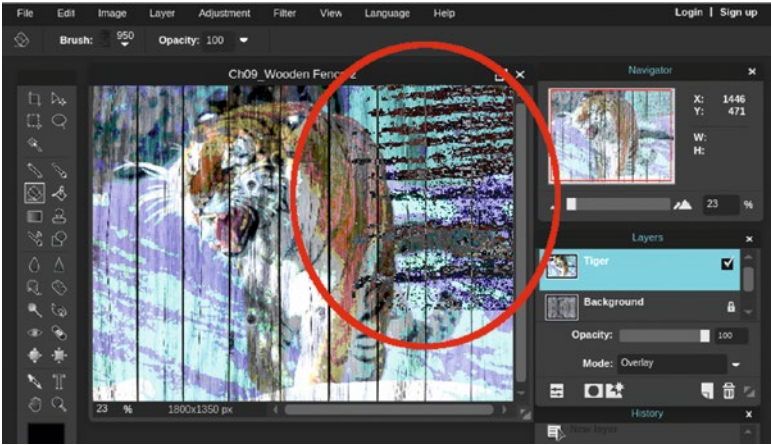 File Edit Image Layer Adjustment Filter View Language Help Login | Sign up
Brush: 950 Opacity: 100
Ch09_Wooden Fence
Navigator
X: 1446
Y: 471
W:
H:
23 %
Layers
Tiger
Background
Opacity: 100
Mode: Overlay
23 % 1800x1350 px
History
New layer